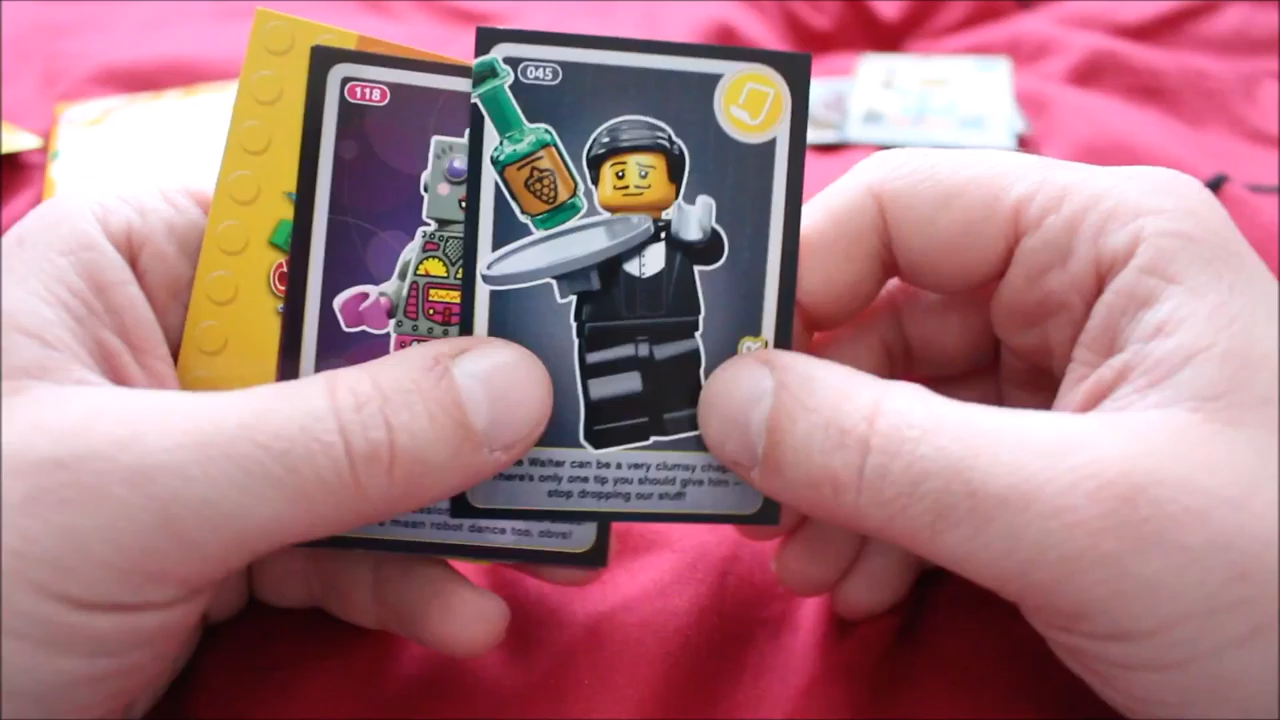 118
045
Walter can be a very clumsy
There's only one tip you should give him –
stop dropping our stuff!
mean robot dance too, obvs!